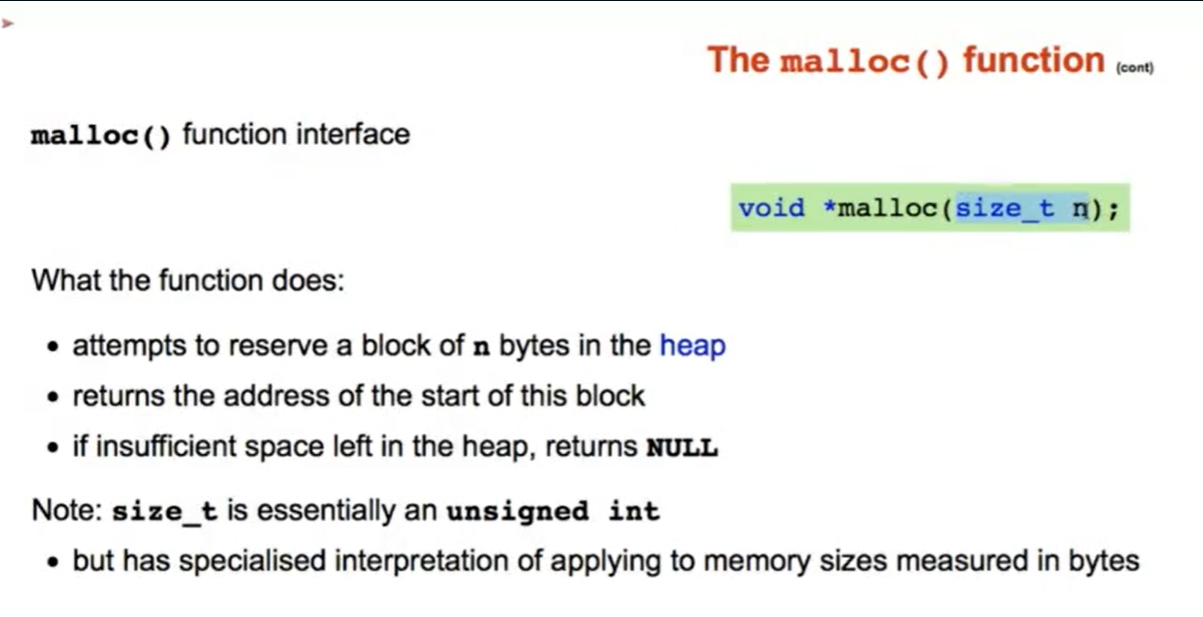 The malloc() function (cont)
malloc() function interface
void *malloc(size_t n);
What the function does:
• attempts to reserve a block of n bytes in the heap
• returns the address of the start of this block
• if insufficient space left in the heap, returns NULL
Note: size_t is essentially an unsigned int
• but has specialised interpretation of applying to memory sizes measured in bytes